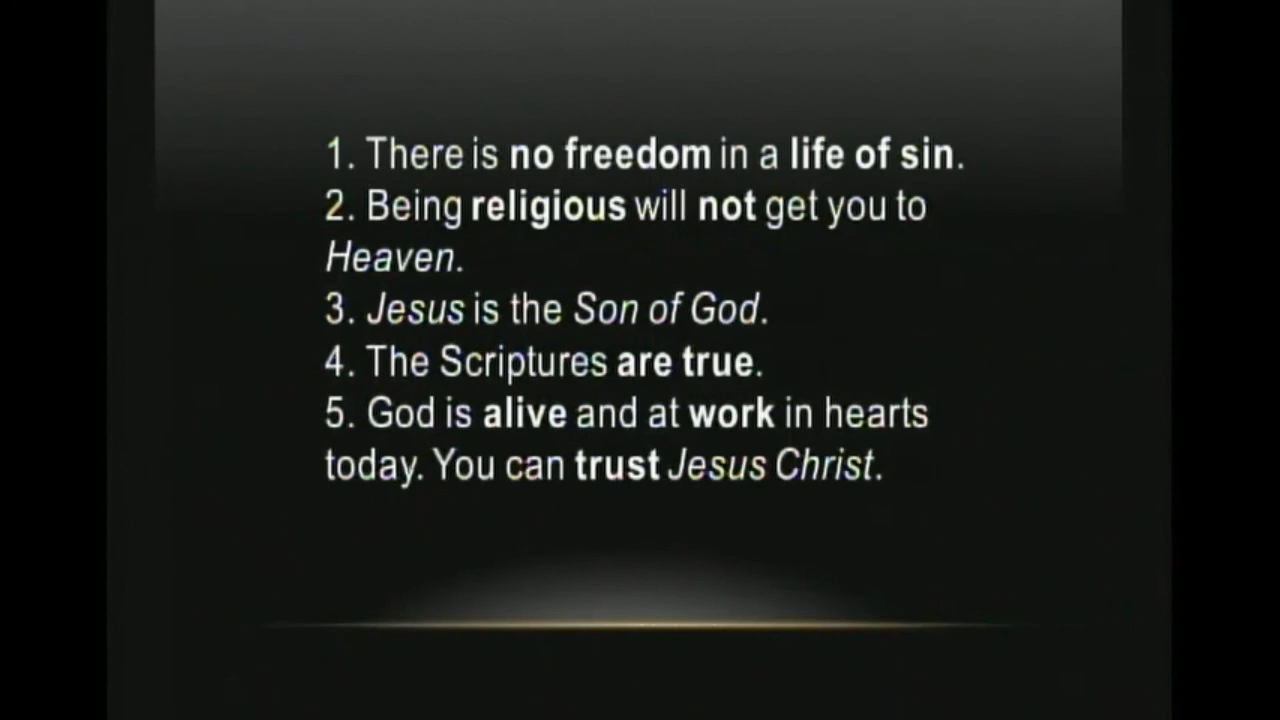 1. There is no freedom in a life of sin.
2. Being religious will not get you to
Heaven.
3. Jesus is the Son of God.
4. The Scriptures are true.
5. God is alive and at work in hearts
today. You can trust Jesus Christ.